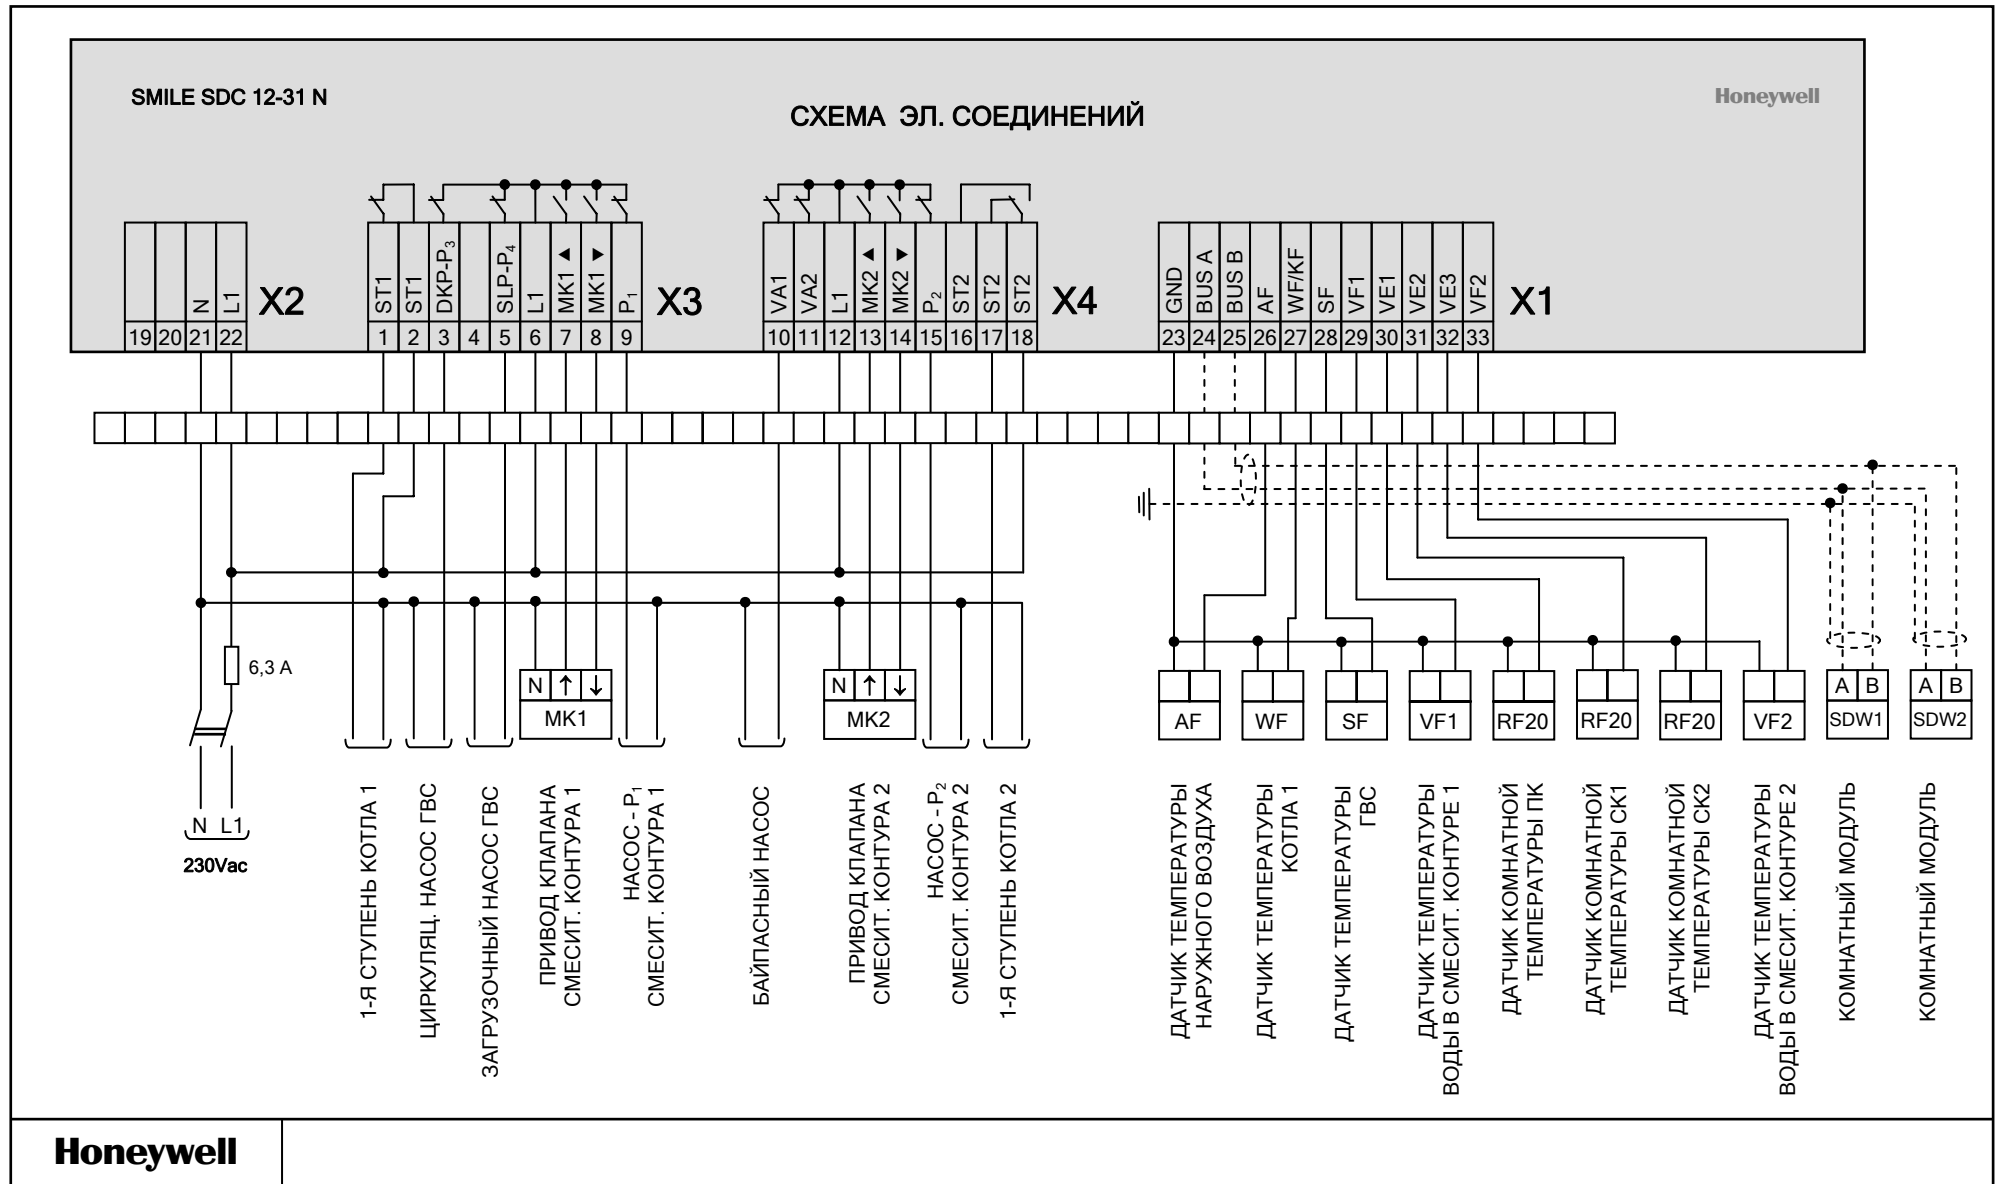 SMILE SDC 12-31 N
СХЕМА ЭЛ. СОЕДИНЕНИЙ
Honeywell
N
L1
X2
ST1
ST1
DKP-P₃
SLP-P₄
L1
MK1 ▲
MK1 ▼
P₁
X3
VA1
VA2
L1
MK2 ▲
MK2 ▼
P₂
ST2
ST2
ST2
X4
GND
BUS A
BUS B
AF
WF/KF
SF
VF1
VE1
VE2
VE3
VF2
X1
19 20 21 22
1 2 3 4 5 6 7 8 9
10 11 12 13 14 15 16 17 18
23 24 25 26 27 28 29 30 31 32 33
6,3 A
N ↑ ↓
MK1
N ↑ ↓
MK2
AF
WF
SF
VF1
RF20
RF20
RF20
VF2
A B
SDW1
A B
SDW2
N L1
230Vac
1-Я СТУПЕНЬ КОТЛА 1
ЦИРКУЛЯЦ. НАСОС ГВС
ЗАГРУЗОЧНЫЙ НАСОС ГВС
ПРИВОД КЛАПАНА
СМЕСИТ. КОНТУРА 1
НАСОС - P₁
СМЕСИТ. КОНТУРА 1
БАЙПАСНЫЙ НАСОС
ПРИВОД КЛАПАНА
СМЕСИТ. КОНТУРА 2
НАСОС - P₂
СМЕСИТ. КОНТУРА 2
1-Я СТУПЕНЬ КОТЛА 2
ДАТЧИК ТЕМПЕРАТУРЫ
НАРУЖНОГО ВОЗДУХА
ДАТЧИК ТЕМПЕРАТУРЫ
КОТЛА 1
ДАТЧИК ТЕМПЕРАТУРЫ
ГВС
ДАТЧИК ТЕМПЕРАТУРЫ
ВОДЫ В СМЕСИТ. КОНТУРЕ 1
ДАТЧИК КОМНАТНОЙ
ТЕМПЕРАТУРЫ ПК
ДАТЧИК КОМНАТНОЙ
ТЕМПЕРАТУРЫ СК1
ДАТЧИК КОМНАТНОЙ
ТЕМПЕРАТУРЫ СК2
ДАТЧИК ТЕМПЕРАТУРЫ
ВОДЫ В СМЕСИТ. КОНТУРЕ 2
КОМНАТНЫЙ МОДУЛЬ
КОМНАТНЫЙ МОДУЛЬ
Honeywell